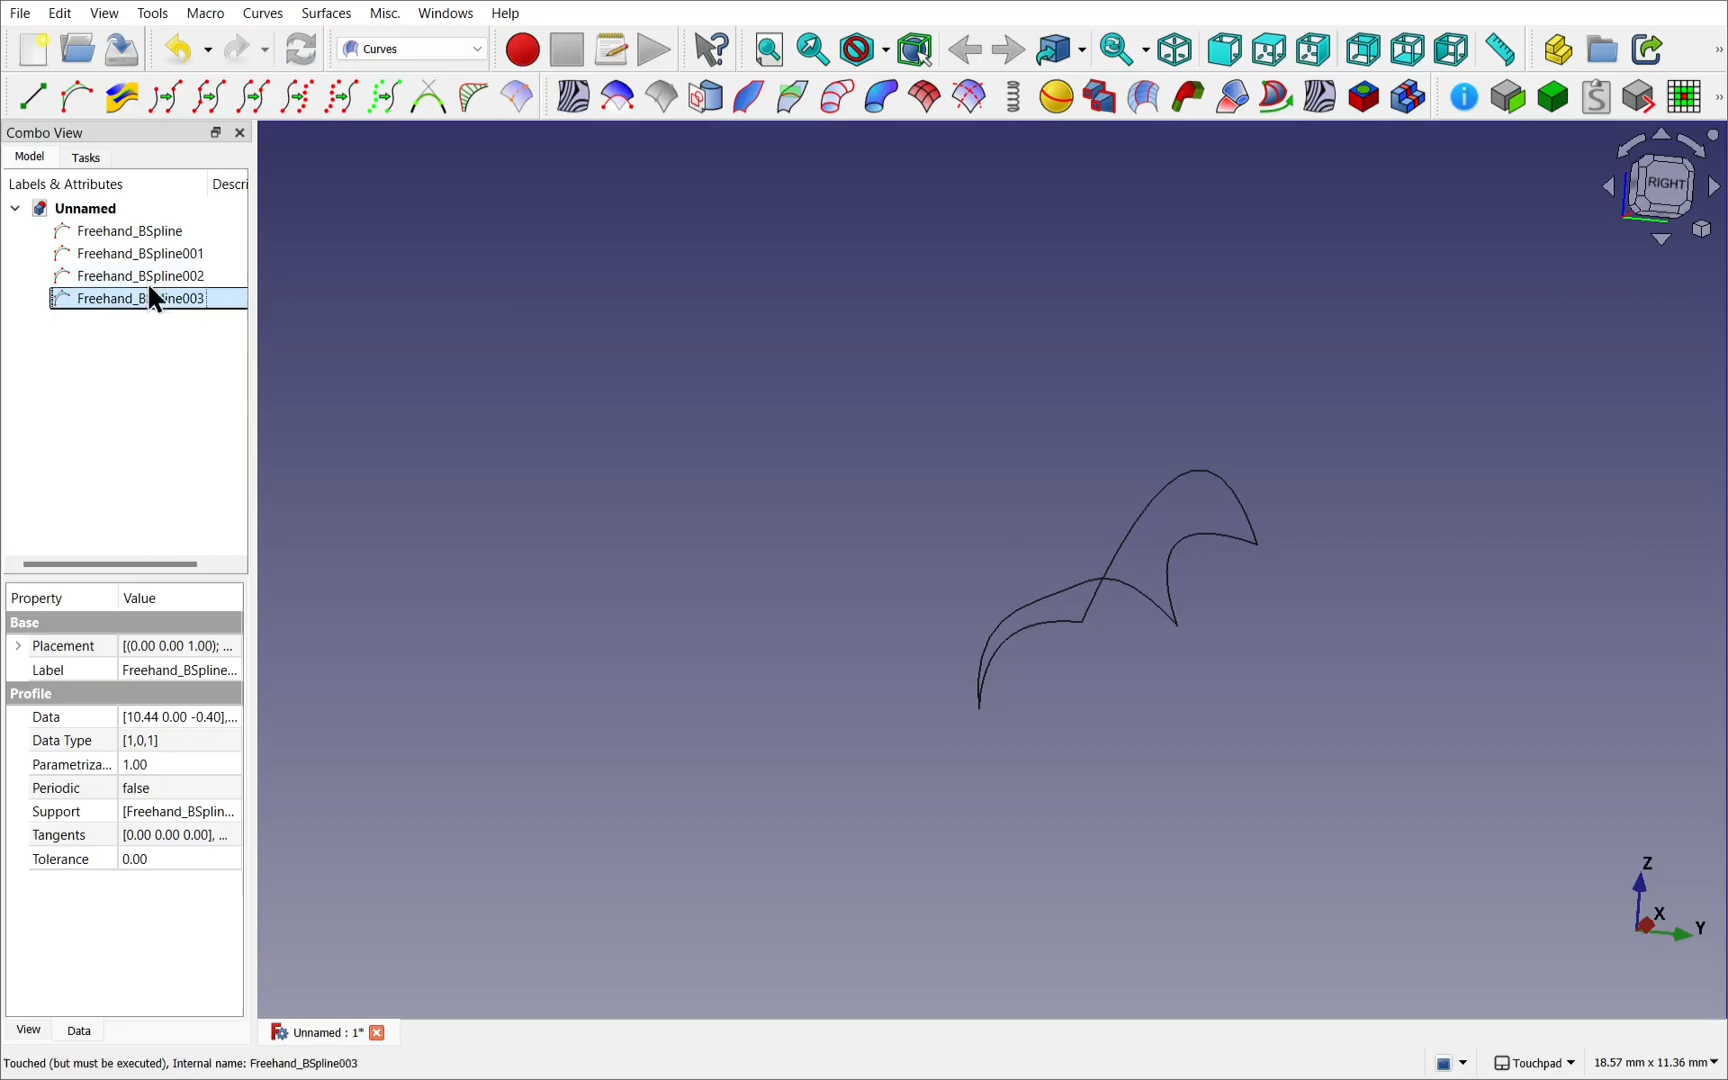 File Edit View Tools Macro Curves Surfaces Misc. Windows Help
Curves
Combo View
Model Tasks
Labels & Attributes Descri
Unnamed
Freehand_BSpline
Freehand_BSpline001
Freehand_BSpline002
Freehand_BSpline003
RIGHT
Property Value
Base
Placement [(0.00 0.00 1.00); ...
Label Freehand_BSpline...
Profile
Data [10.44 0.00 -0.40],...
Data Type [1,0,1]
Parametriza... 1.00
Periodic false
Support [Freehand_BSplin...
Tangents [0.00 0.00 0.00], ...
Tolerance 0.00
Z
X
Y
View Data
Unnamed : 1*
Touched (but must be executed), Internal name: Freehand_BSpline003
Touchpad 18.57 mm x 11.36 mm